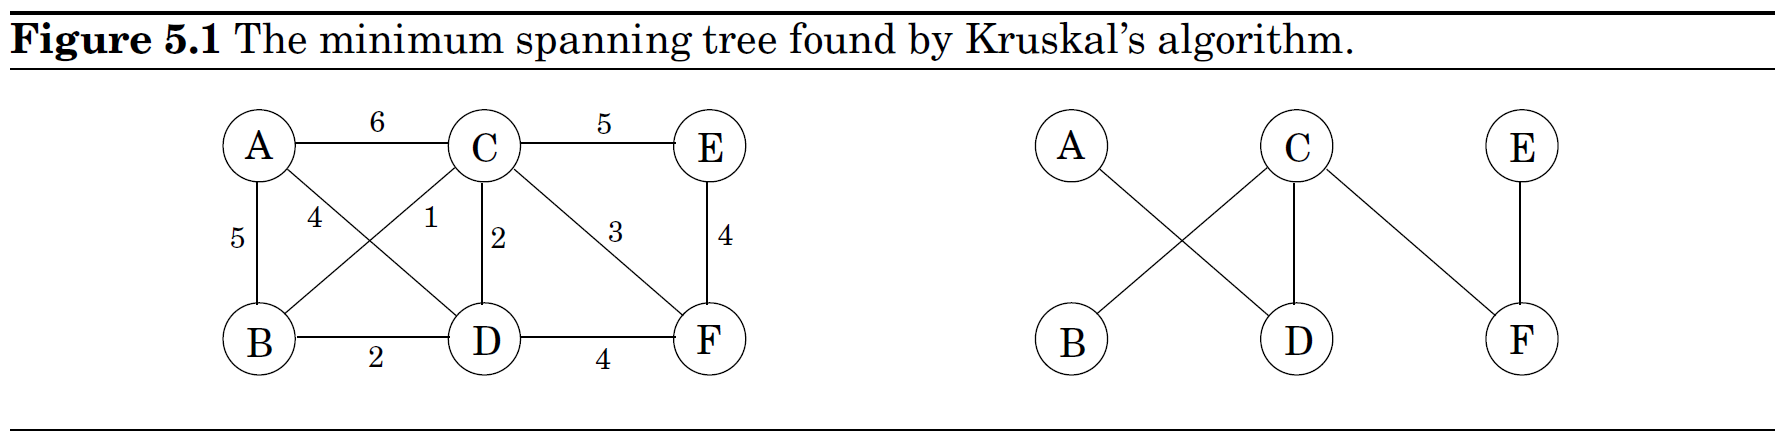 Figure 5.1 The minimum spanning tree found by Kruskal’s algorithm.
6 5
A C E A C E
4 1 3 4
5 2
B D F B D F
2 4